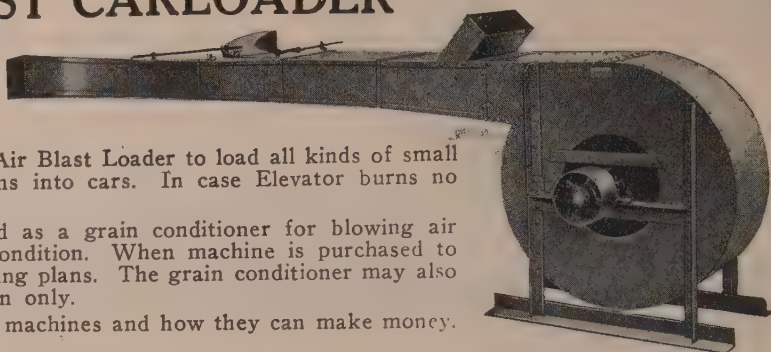 ST CARLOADER
Air Blast Loader to load all kinds of small
ns into cars. In case Elevator burns no
d as a grain conditioner for blowing air
ondition. When machine is purchased to
ing plans. The grain conditioner may also
n only.
machines and how they can make money.